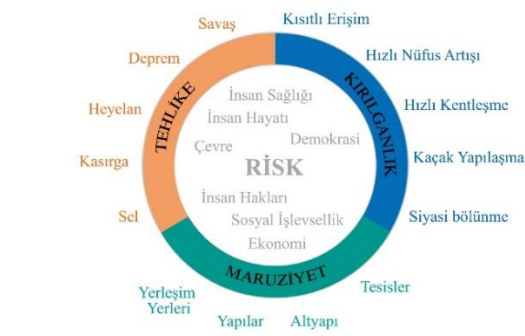 Savaş
Deprem
Heyelan
Kasırga
Sel
TEHLİKE
Kısıtlı Erişim
Hızlı Nüfus Artışı
Hızlı Kentleşme
Kaçak Yapılaşma
Siyasi bölünme
KIRILGANLIK
İnsan Sağlığı
İnsan Hayatı
Demokrasi
Çevre
RİSK
İnsan Hakları
Sosyal İşlevsellik
Ekonomi
MARUZİYET
Yerleşim
Yerleri
Yapılar
Altyapı
Tesisler